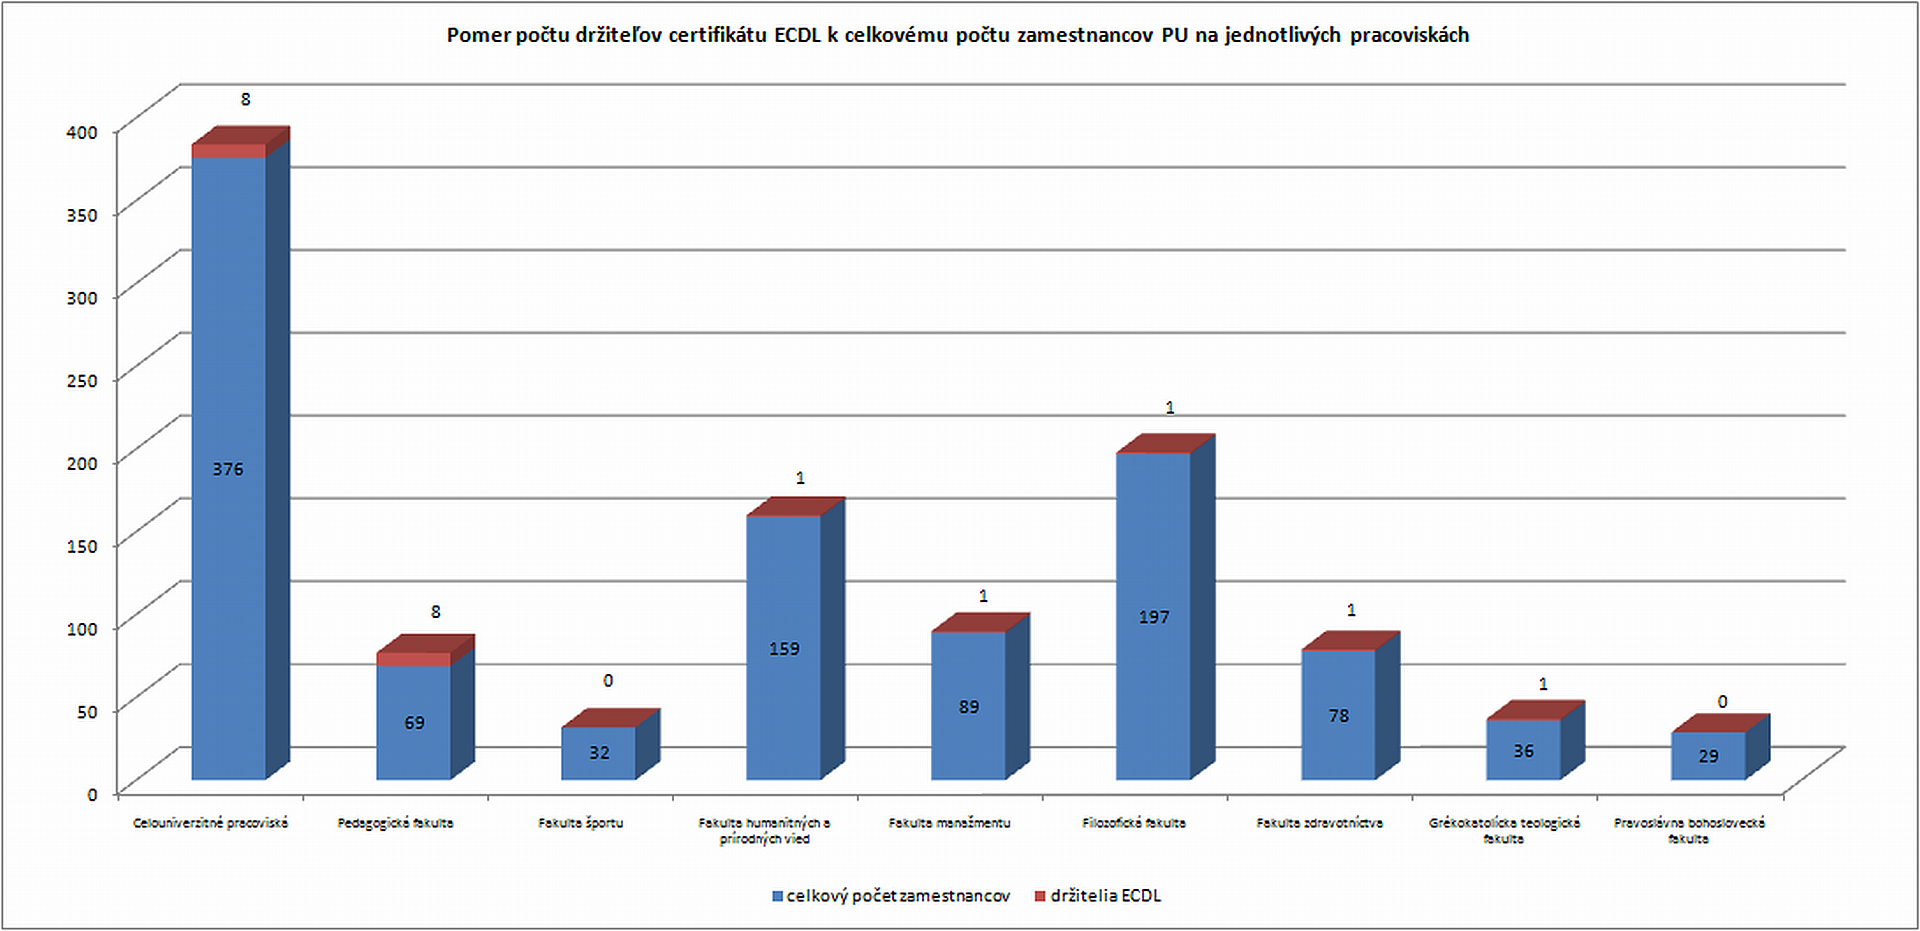 Pomer počtu držiteľov certifikátu ECDL k celkovému počtu zamestnancov PU na jednotlivých pracoviskách
8
400
350
300
250
200
150
100
50
0
376
8
69
0
32
1
159
1
89
1
197
1
78
1
36
0
29
Celouniverzitné pracoviská
Pedagogická fakulta
Fakulta športu
Fakulta humanitných a
prírodných vied
Fakulta manažmentu
Filozofická fakulta
Fakulta zdravotníctva
Grékokatolícka teologická
fakulta
Pravoslávna bohoslovecká
fakulta
celkový počet zamestnancov
držitelia ECDL